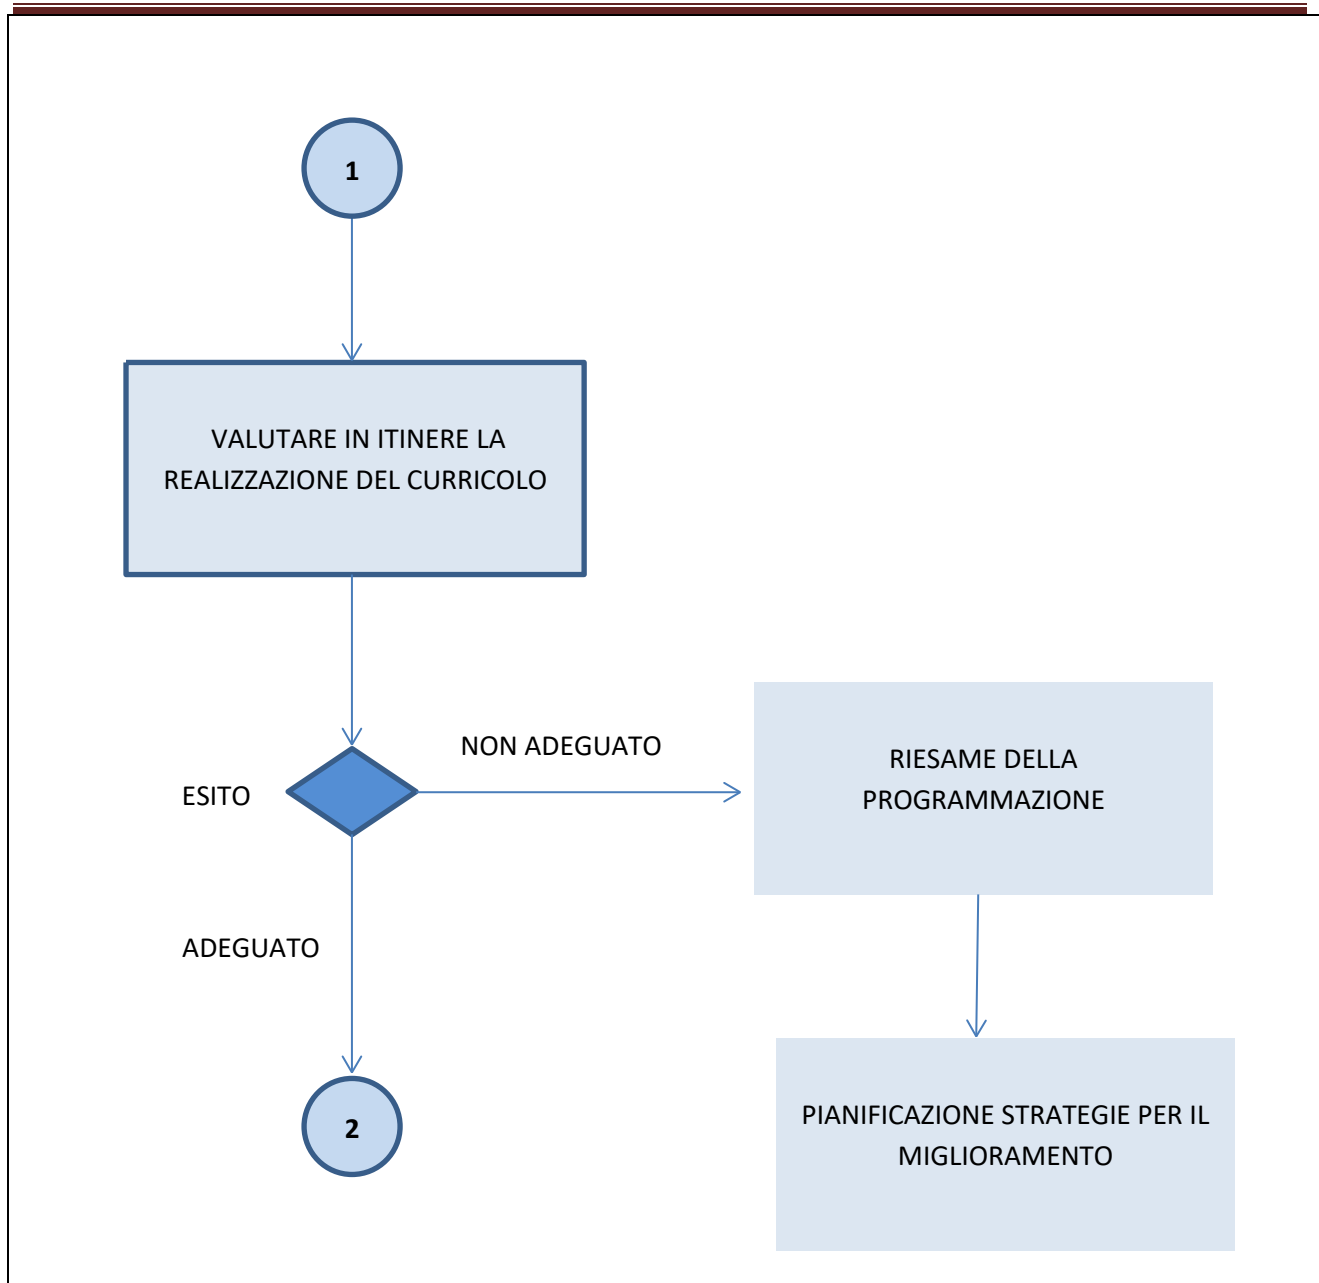 1
VALUTARE IN ITINERE LA
REALIZZAZIONE DEL CURRICOLO
NON ADEGUATO
ESITO
RIESAME DELLA
PROGRAMMAZIONE
ADEGUATO
2
PIANIFICAZIONE STRATEGIE PER IL
MIGLIORAMENTO